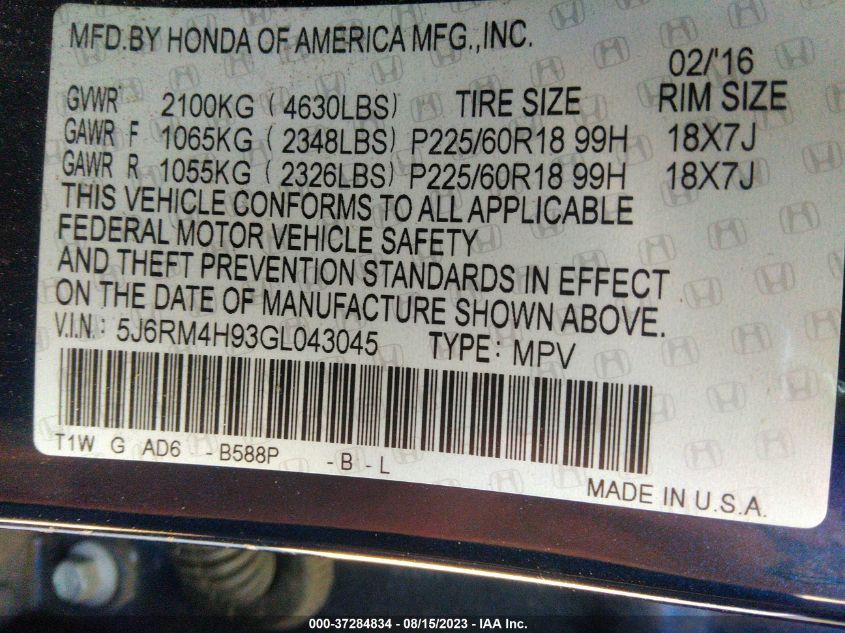 MFD.BY HONDA OF AMERICA MFG.,INC.
02/'16
GVWR 2100KG (4630LBS) TIRE SIZE RIM SIZE
GAWR F 1065KG (2348LBS) P225/60R18 99H 18X7J
GAWR R 1055KG (2326LBS) P225/60R18 99H 18X7J
THIS VEHICLE CONFORMS TO ALL APPLICABLE
FEDERAL MOTOR VEHICLE SAFETY
AND THEFT PREVENTION STANDARDS IN EFFECT
ON THE DATE OF MANUFACTURE SHOWN ABOVE.
V.I.N: 5J6RM4H93GL043045 TYPE: MPV
T1W G AD6 -B588P -B-L
MADE IN U.S.A.
000-37284834 - 08/15/2023 - IAA Inc.